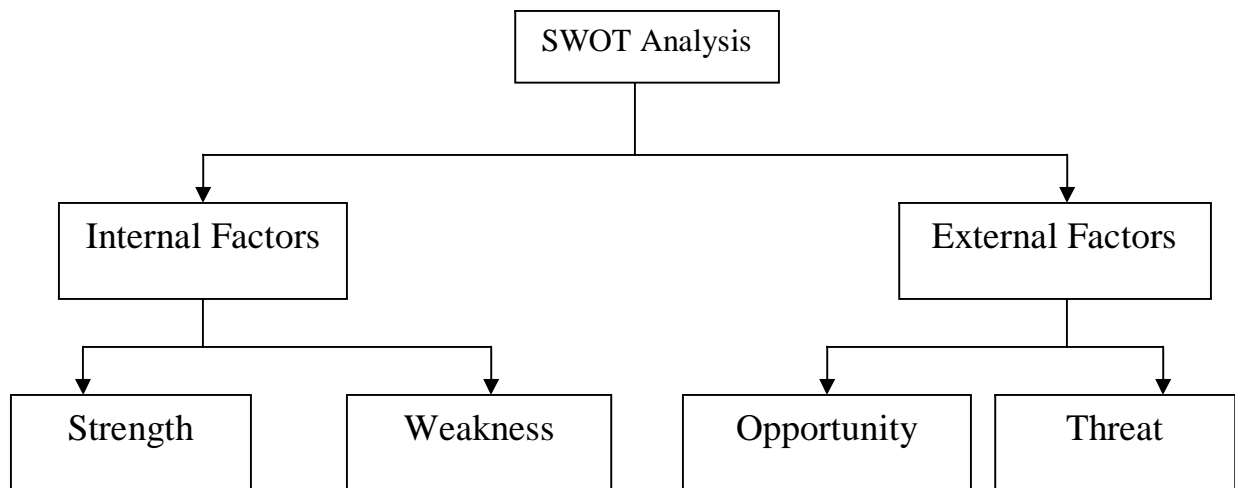 SWOT Analysis
Internal Factors
External Factors
Strength
Weakness
Opportunity
Threat